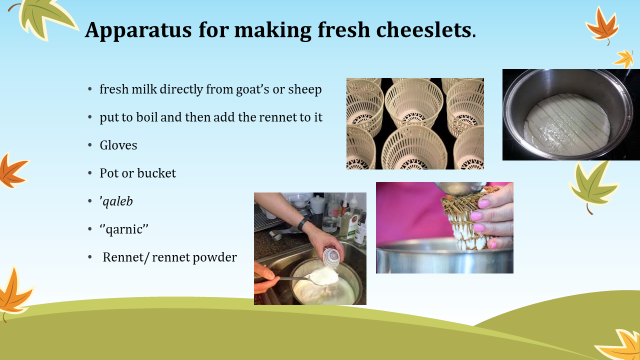 Apparatus for making fresh cheeslets.
• fresh milk directly from goat's or sheep
• put to boil and then add the rennet to it
• Gloves
• Pot or bucket
• 'qaleb
• ‘’qarnic’’
• Rennet/ rennet powder